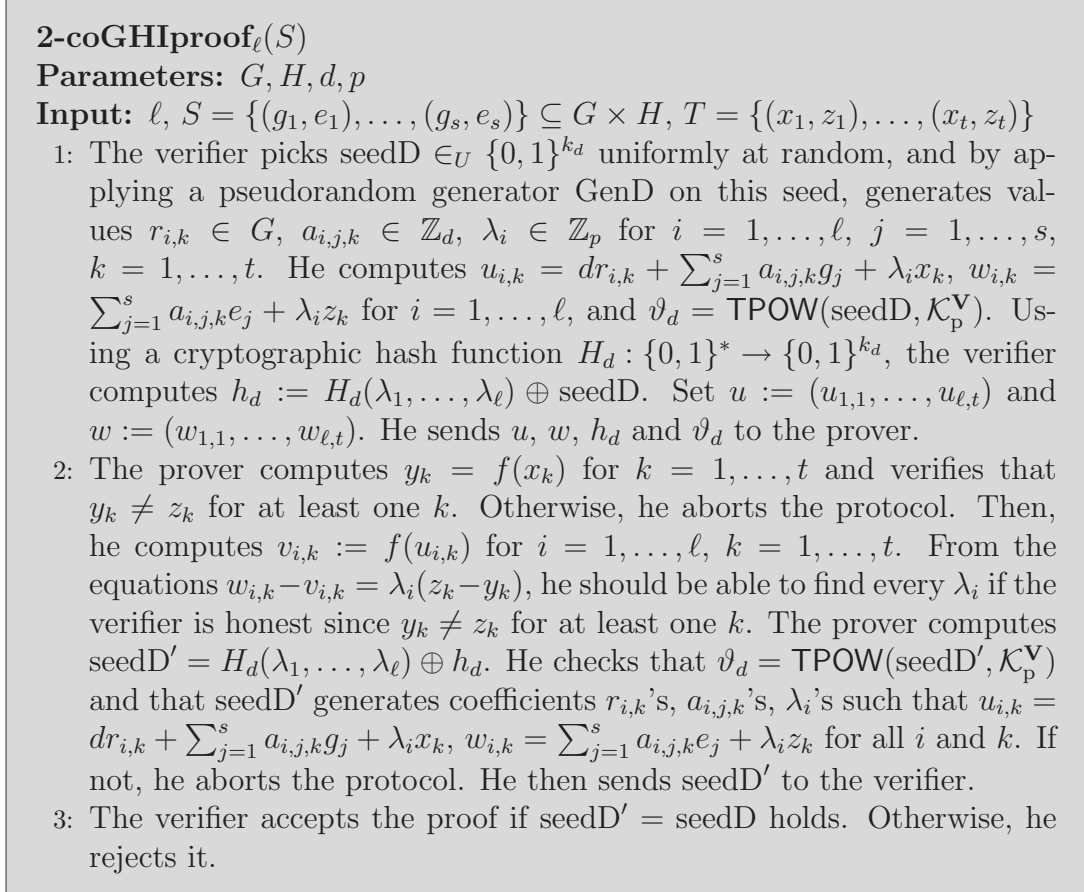 2-coGHIproof_ℓ(S)
Parameters: G, H, d, p
Input: ℓ, S = {(g_1, e_1), . . . , (g_s, e_s)} ⊆ G × H, T = {(x_1, z_1), . . . , (x_t, z_t)}
1: The verifier picks seedD ∈_U {0, 1}^{k_d} uniformly at random, and by ap-
plying a pseudorandom generator GenD on this seed, generates val-
ues r_{i,k} ∈ G, a_{i,j,k} ∈ ℤ_d, λ_i ∈ ℤ_p for i = 1, . . . , ℓ, j = 1, . . . , s,
k = 1, . . . , t. He computes u_{i,k} = dr_{i,k} + ∑_{j=1}^{s} a_{i,j,k}g_j + λ_i x_k, w_{i,k} =
∑_{j=1}^{s} a_{i,j,k}e_j + λ_i z_k for i = 1, . . . , ℓ, and ϑ_d = TPOW(seedD, 𝒦_p^𝐕). Us-
ing a cryptographic hash function H_d : {0, 1}^* → {0, 1}^{k_d}, the verifier
computes h_d := H_d(λ_1, . . . , λ_ℓ) ⊕ seedD. Set u := (u_{1,1}, . . . , u_{ℓ,t}) and
w := (w_{1,1}, . . . , w_{ℓ,t}). He sends u, w, h_d and ϑ_d to the prover.
2: The prover computes y_k = f(x_k) for k = 1, . . . , t and verifies that
y_k ≠ z_k for at least one k. Otherwise, he aborts the protocol. Then,
he computes v_{i,k} := f(u_{i,k}) for i = 1, . . . , ℓ, k = 1, . . . , t. From the
equations w_{i,k}−v_{i,k} = λ_i(z_k−y_k), he should be able to find every λ_i if the
verifier is honest since y_k ≠ z_k for at least one k. The prover computes
seedD′ = H_d(λ_1, . . . , λ_ℓ) ⊕ h_d. He checks that ϑ_d = TPOW(seedD′, 𝒦_p^𝐕)
and that seedD′ generates coefficients r_{i,k}'s, a_{i,j,k}'s, λ_i's such that u_{i,k} =
dr_{i,k} + ∑_{j=1}^{s} a_{i,j,k}g_j + λ_i x_k, w_{i,k} = ∑_{j=1}^{s} a_{i,j,k}e_j + λ_i z_k for all i and k. If
not, he aborts the protocol. He then sends seedD′ to the verifier.
3: The verifier accepts the proof if seedD′ = seedD holds. Otherwise, he
rejects it.